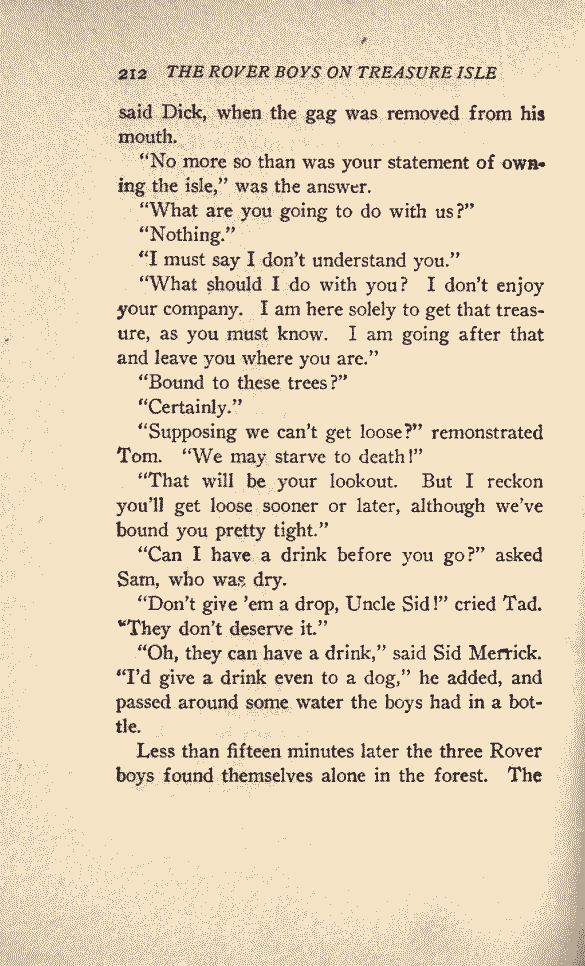 212 THE ROVER BOYS ON TREASURE ISLE
said Dick, when the gag was removed from his
mouth.
“No more so than was your statement of own-
ing the isle,” was the answer.
“What are you going to do with us?”
“Nothing.”
“I must say I don’t understand you.”
“What should I do with you? I don’t enjoy
your company. I am here solely to get that treas-
ure, as you must know. I am going after that
and leave you where you are.”
“Bound to these trees?”
“Certainly.”
“Supposing we can’t get loose?” remonstrated
Tom. “We may starve to death!”
“That will be your lookout. But I reckon
you’ll get loose sooner or later, although we’ve
bound you pretty tight.”
“Can I have a drink before you go?” asked
Sam, who was dry.
“Don’t give ’em a drop, Uncle Sid!” cried Tad.
“They don’t deserve it.”
“Oh, they can have a drink,” said Sid Merrick.
“I’d give a drink even to a dog,” he added, and
passed around some water the boys had in a bot-
tle.
Less than fifteen minutes later the three Rover
boys found themselves alone in the forest. The